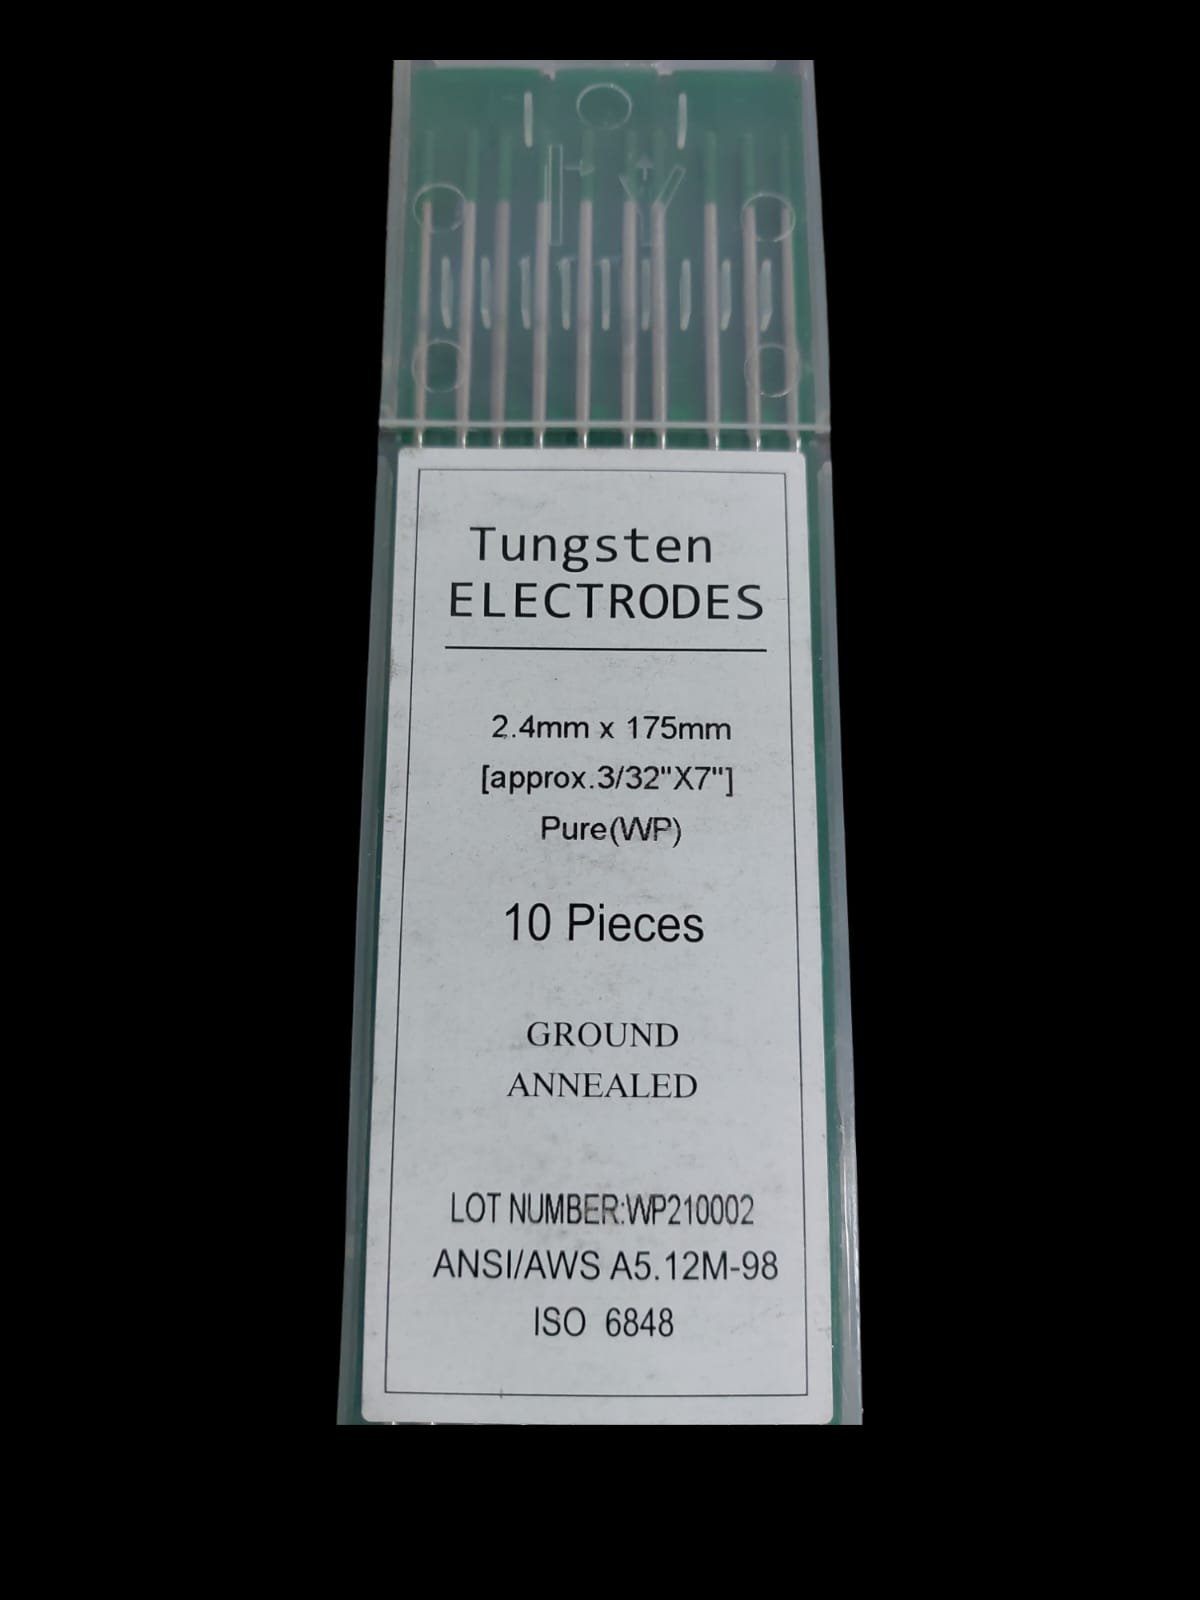 Tungsten
ELECTRODES
2.4mm x 175mm
[approx.3/32"X7"]
Pure(WP)
10 Pieces
GROUND
ANNEALED
LOT NUMBER:WP210002
ANSI/AWS A5.12M-98
ISO 6848